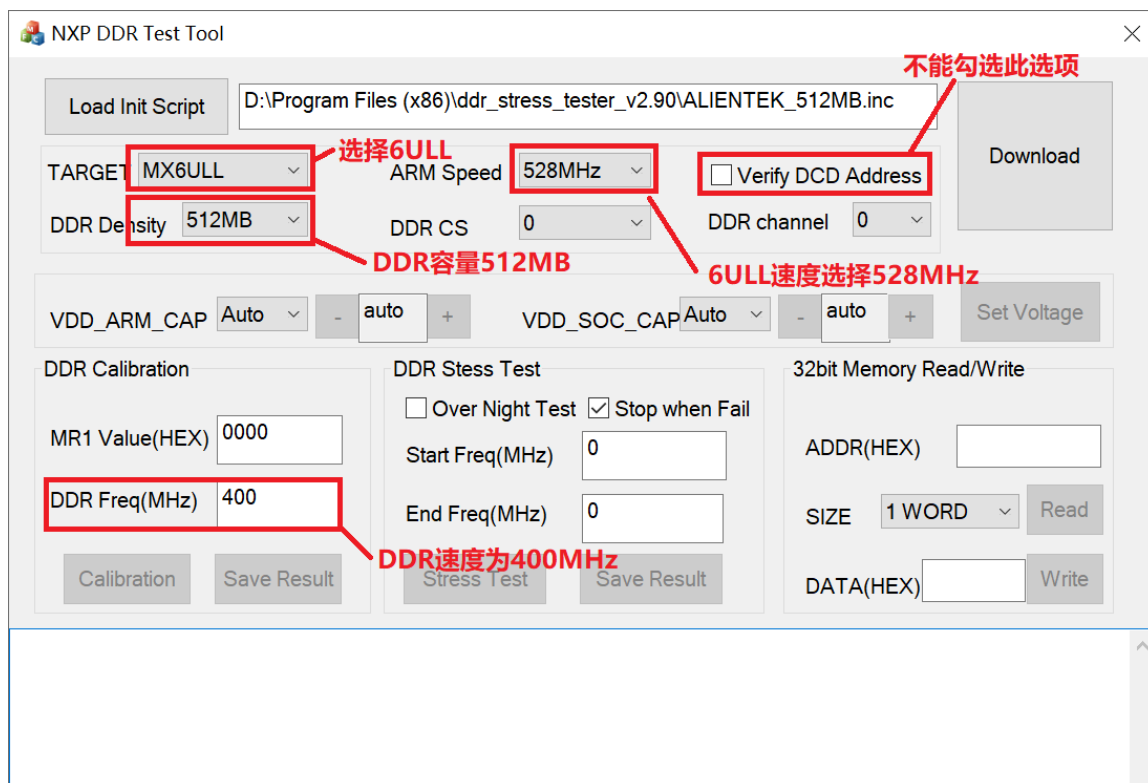 NXP DDR Test Tool
不能勾选此选项
Load Init Script
D:\Program Files (x86)\ddr_stress_tester_v2.90\ALIENTEK_512MB.inc
Download
选择6ULL
TARGET MX6ULL
ARM Speed 528MHz
Verify DCD Address
DDR Density 512MB
DDR CS 0
DDR channel 0
DDR容量512MB
6ULL速度选择528MHz
VDD_ARM_CAP Auto - auto +
VDD_SOC_CAP Auto - auto +
Set Voltage
DDR Calibration
MR1 Value(HEX) 0000
DDR Freq(MHz) 400
DDR速度为400MHz
Calibration Save Result
DDR Stess Test
Over Night Test Stop when Fail
Start Freq(MHz) 0
End Freq(MHz) 0
Stress Test Save Result
32bit Memory Read/Write
ADDR(HEX)
SIZE 1 WORD Read
DATA(HEX) Write